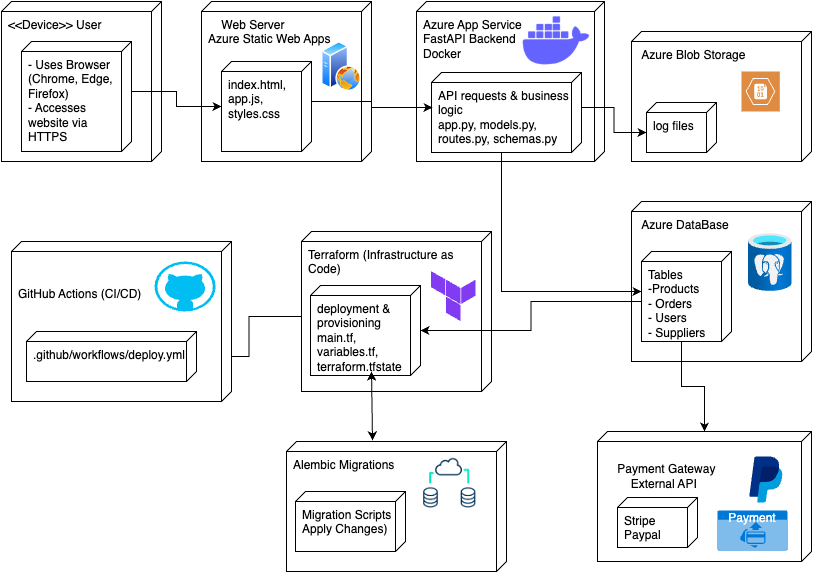 <<Device>> User
- Uses Browser
(Chrome, Edge,
Firefox)
- Accesses
website via
HTTPS
Web Server
Azure Static Web Apps
index.html,
app.js,
styles.css
Azure App Service
FastAPI Backend
Docker
API requests & business
logic
app.py, models.py,
routes.py, schemas.py
Azure Blob Storage
10
01
log files
GitHub Actions (CI/CD)
.github/workflows/deploy.yml
Terraform (Infrastructure as
Code)
deployment &
provisioning
main.tf,
variables.tf,
terraform.tfstate
Azure DataBase
Tables
-Products
- Orders
- Users
- Suppliers
Alembic Migrations
Migration Scripts
Apply Changes)
Payment Gateway
External API
Stripe
Paypal
Payment